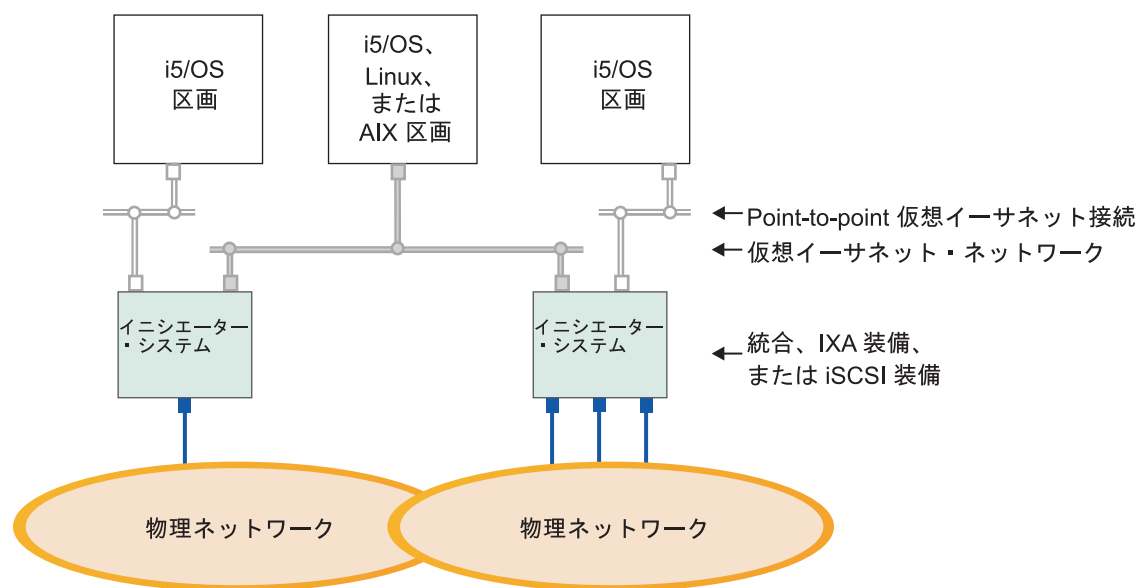 i5/OS
区画
i5/OS、
Linux、
または
AIX 区画
i5/OS
区画
Point-to-point 仮想イーサネット接続
仮想イーサネット・ネットワーク
イニシエーター
・システム
イニシエーター
・システム
統合、IXA 装備、
または iSCSI 装備
物理ネットワーク
物理ネットワーク